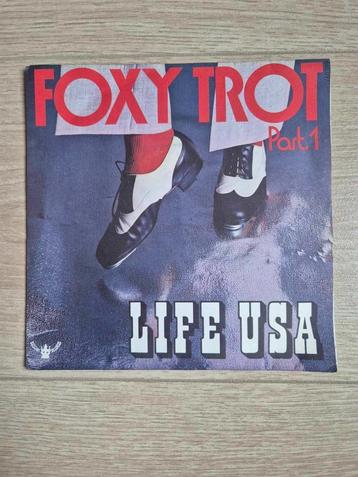 FOXY TROT
Part 1
LIFE USA